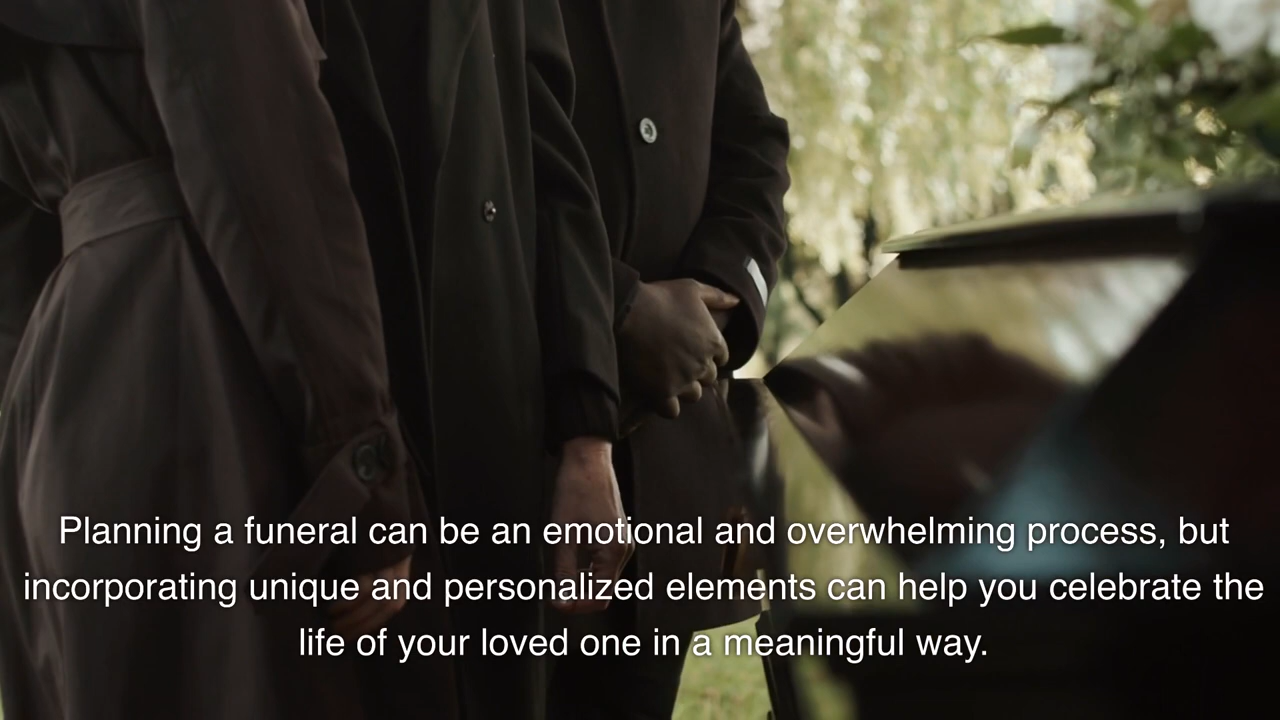 Planning a funeral can be an emotional and overwhelming process, but
incorporating unique and personalized elements can help you celebrate the
life of your loved one in a meaningful way.